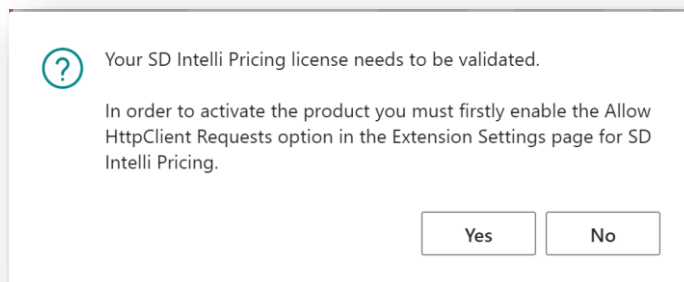 Your SD Intelli Pricing license needs to be validated.
In order to activate the product you must firstly enable the Allow
HttpClient Requests option in the Extension Settings page for SD
Intelli Pricing.
Yes
No